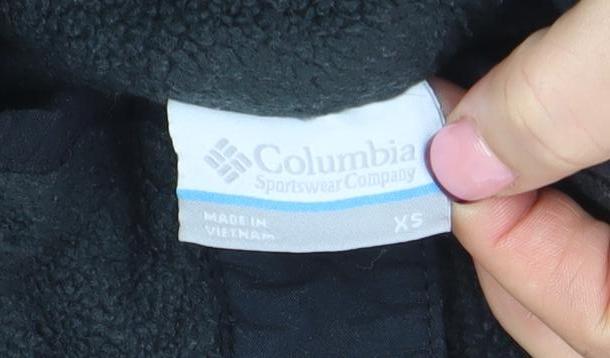 Columbia
Sportswear Company
MADE IN
VIETNAM
XS